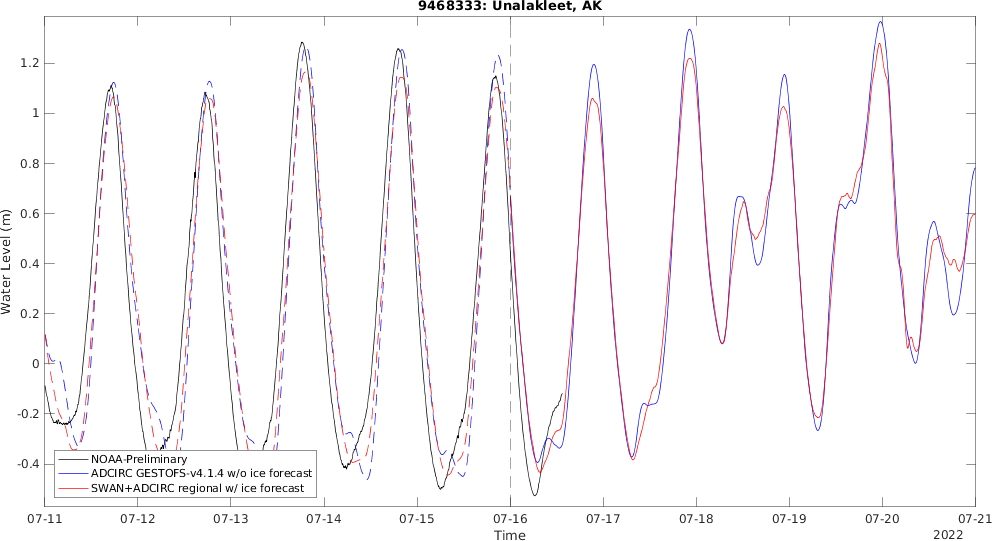 9468333: Unalakleet, AK
Water Level (m)
1.2
1
0.8
0.6
0.4
0.2
0
-0.2
-0.4
NOAA-Preliminary
ADCIRC GESTOFS-v4.1.4 w/o ice forecast
SWAN+ADCIRC regional w/ ice forecast
07-11 07-12 07-13 07-14 07-15 07-16 07-17 07-18 07-19 07-20 07-21
Time
2022